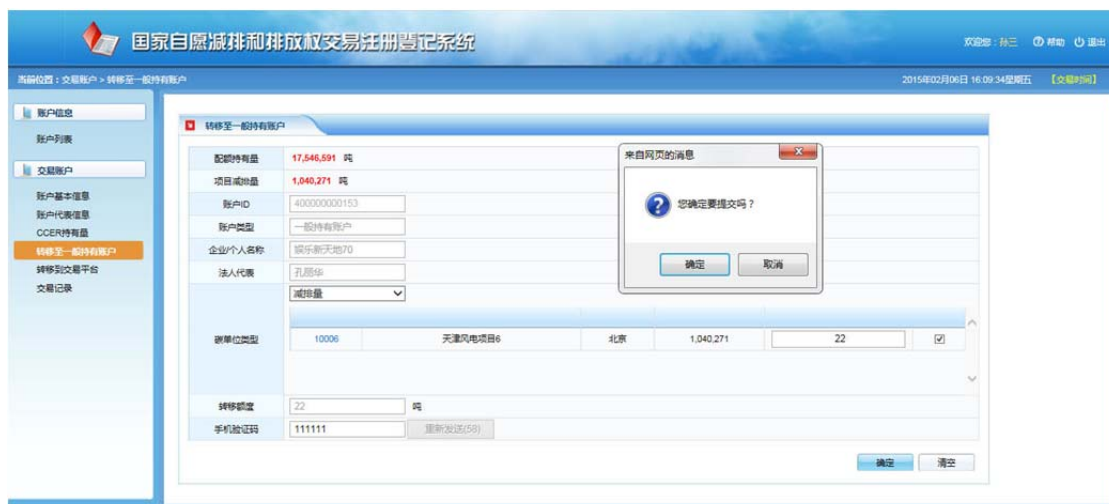 国家自愿减排和排放权交易注册登记系统
欢迎您：孙三 帮助 退出
当前位置：交易账户 > 转移至一般持有账户 2015年02月06日 16:09:34星期五 【交易时间】
账户信息
账户列表
交易账户
账户基本信息
账户代表信息
CCER持有量
转移至一般持有账户
转移到交易平台
交易记录
转移至一般持有账户
配额持有量 17,546,591 吨
项目减排量 1,040,271 吨
账户ID 400000000153
账户类型 一般持有账户
企业/个人名称 娱乐新天地70
法人代表 孔丽华
减排量
碳单位类型 10006 天津风电项目6 北京 1,040,271 22
转移额度 22 吨
手机验证码 111111 重新发送(58)
确定 清空
来自网页的消息
您确定要提交吗？
确定 取消